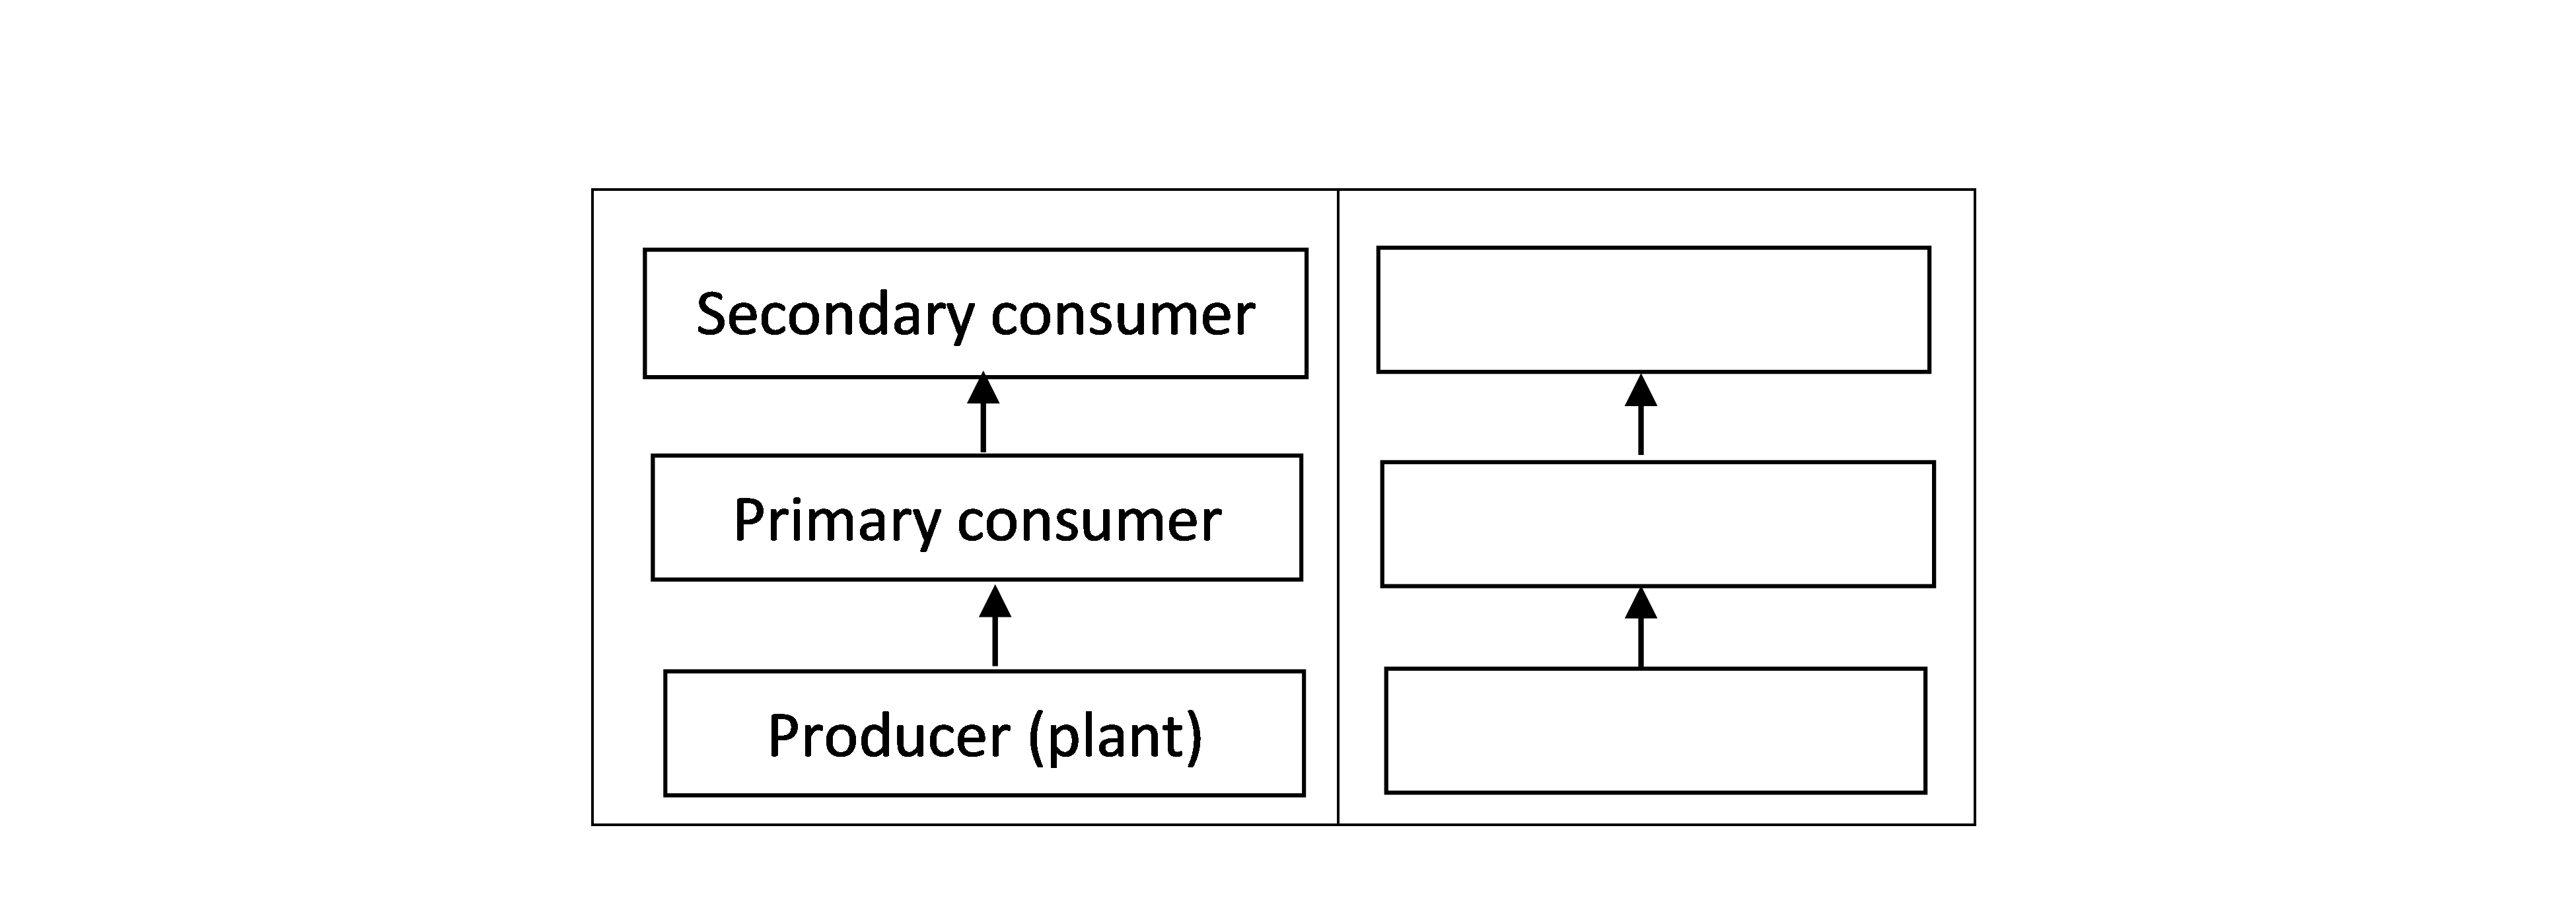 Secondary consumer
Primary consumer
Producer (plant)